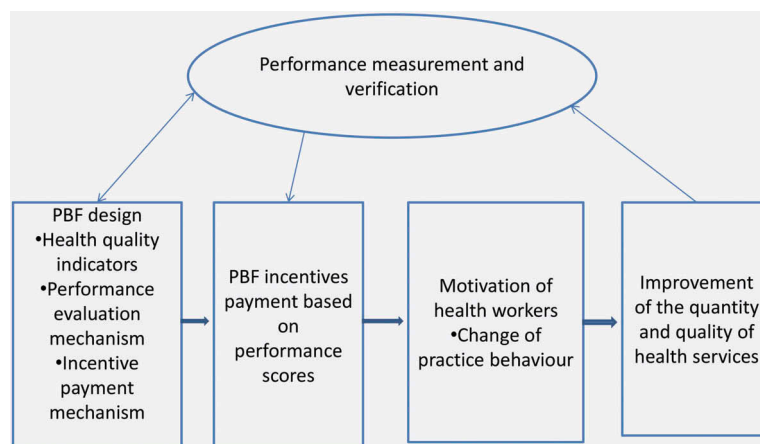 Performance measurement and
verification
PBF design
•Health quality
indicators
•Performance
evaluation
mechanism
•Incentive
payment
mechanism
PBF incentives
payment based
on
performance
scores
Motivation of
health workers
•Change of
practice behaviour
Improvement
of the quantity
and quality of
health services